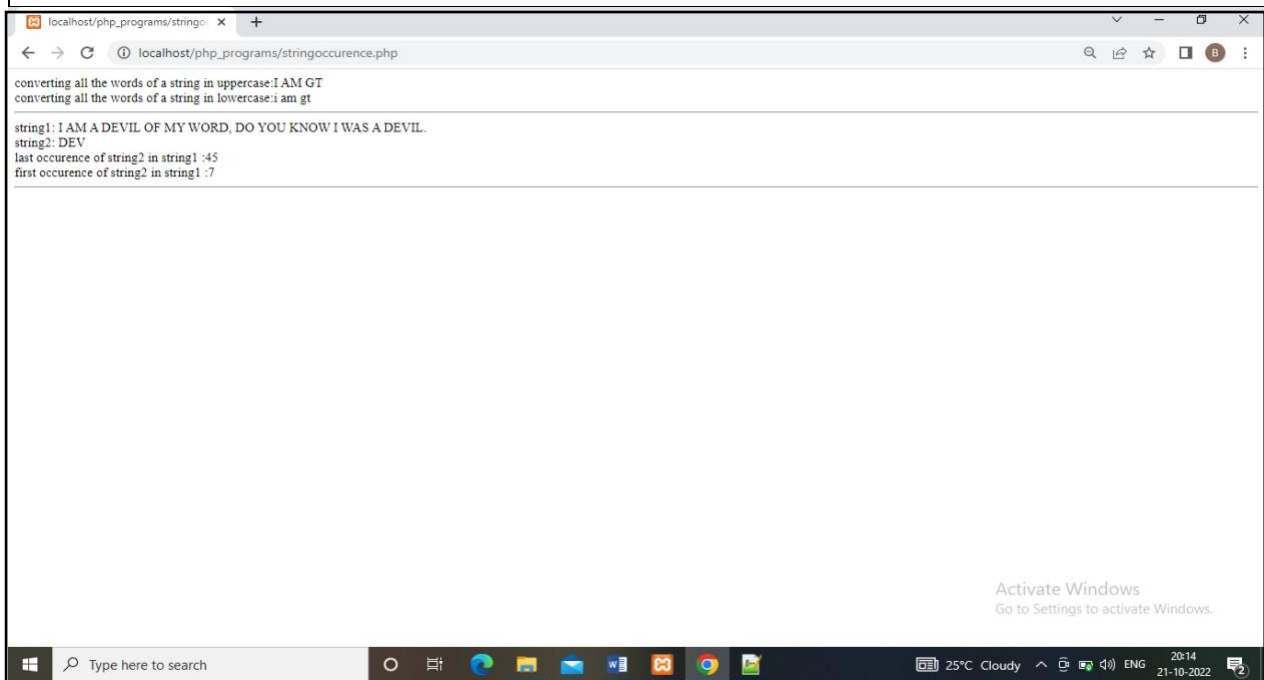 localhost/php_programs/stringo
localhost/php_programs/stringoccurence.php
B
converting all the words of a string in uppercase:I AM GT
converting all the words of a string in lowercase:i am gt
string1: I AM A DEVIL OF MY WORD, DO YOU KNOW I WAS A DEVIL.
string2: DEV
last occurence of string2 in string1 :45
first occurence of string2 in string1 :7
Activate Windows
Go to Settings to activate Windows.
Type here to search
25°C Cloudy
ENG
20:14
21-10-2022
2